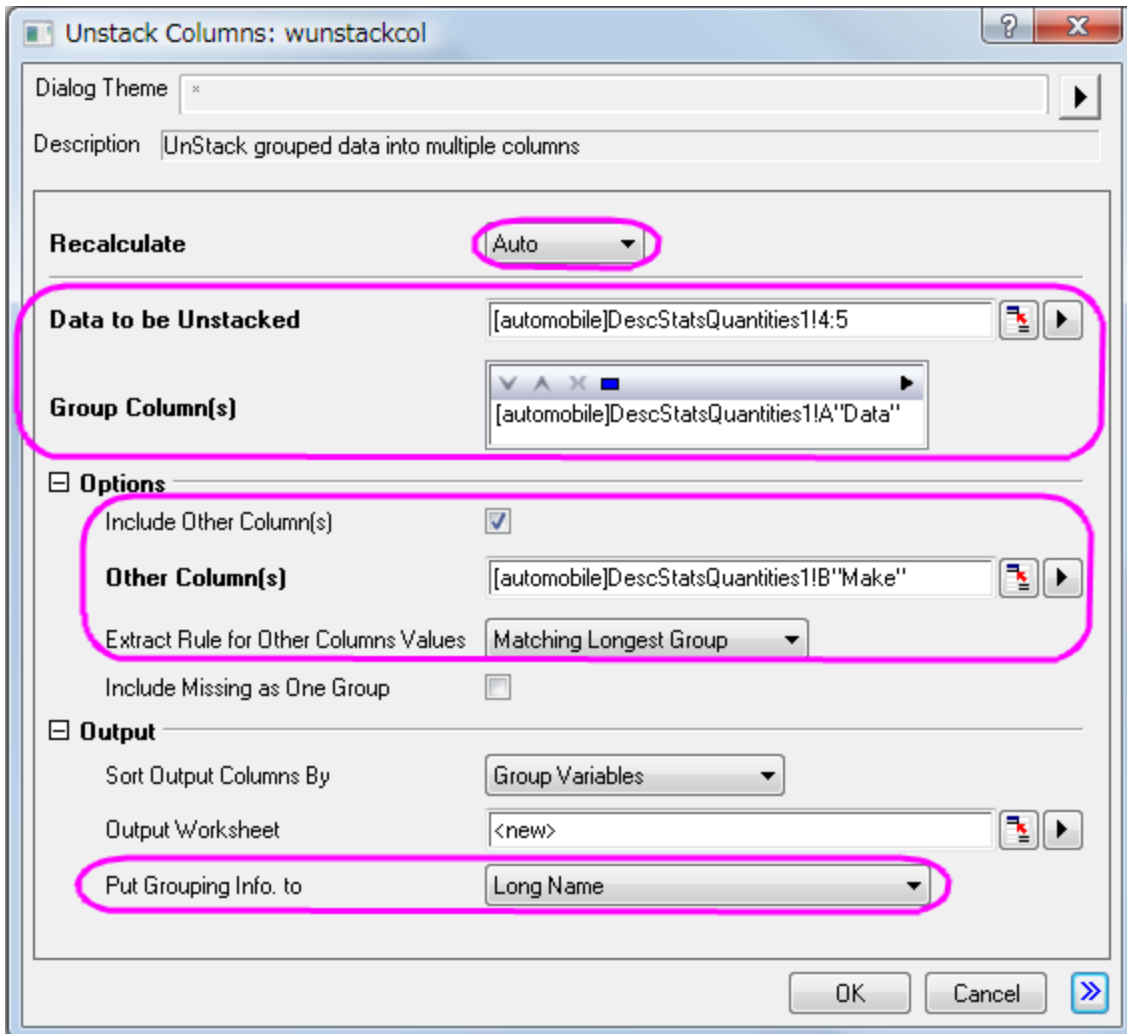 Unstack Columns: wunstackcol
?
Dialog Theme *
Description UnStack grouped data into multiple columns
Recalculate Auto
Data to be Unstacked [automobile]DescStatsQuantities1!4:5
Group Column(s) [automobile]DescStatsQuantities1!A"Data"
Options
Include Other Column(s)
Other Column(s) [automobile]DescStatsQuantities1!B"Make"
Extract Rule for Other Columns Values Matching Longest Group
Include Missing as One Group
Output
Sort Output Columns By Group Variables
Output Worksheet <new>
Put Grouping Info. to Long Name
OK Cancel